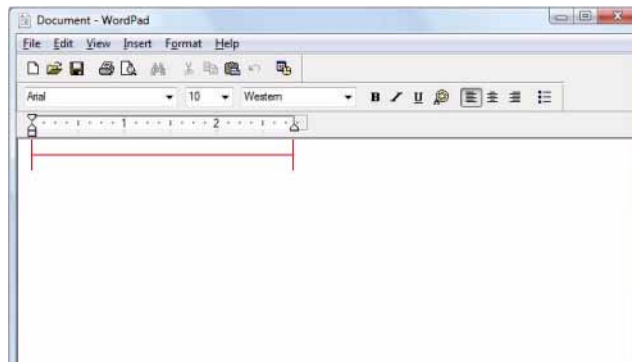 Document - WordPad
File Edit View Insert Format Help
Arial 10 Western B / U
1 2